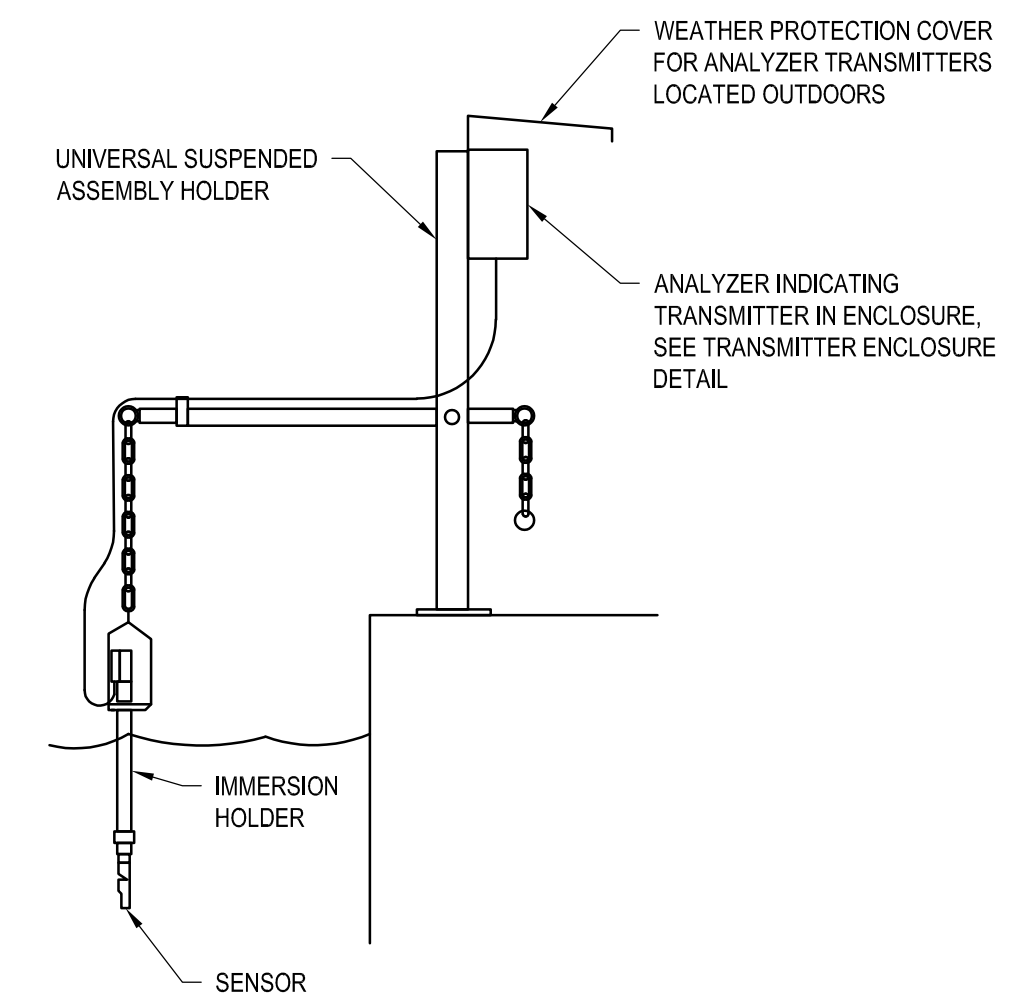 WEATHER PROTECTION COVER
FOR ANALYZER TRANSMITTERS
LOCATED OUTDOORS
UNIVERSAL SUSPENDED
ASSEMBLY HOLDER
ANALYZER INDICATING
TRANSMITTER IN ENCLOSURE,
SEE TRANSMITTER ENCLOSURE
DETAIL
IMMERSION
HOLDER
SENSOR